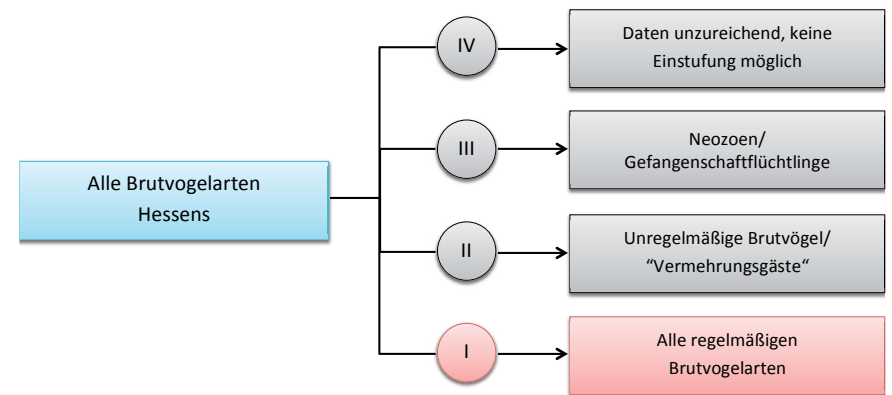 Alle Brutvogelarten
Hessens
IV
Daten unzureichend, keine
Einstufung möglich
III
Neozoen/
Gefangenschaftflüchtlinge
II
Unregelmäßige Brutvögel/
“Vermehrungsgäste“
I
Alle regelmäßigen
Brutvogelarten